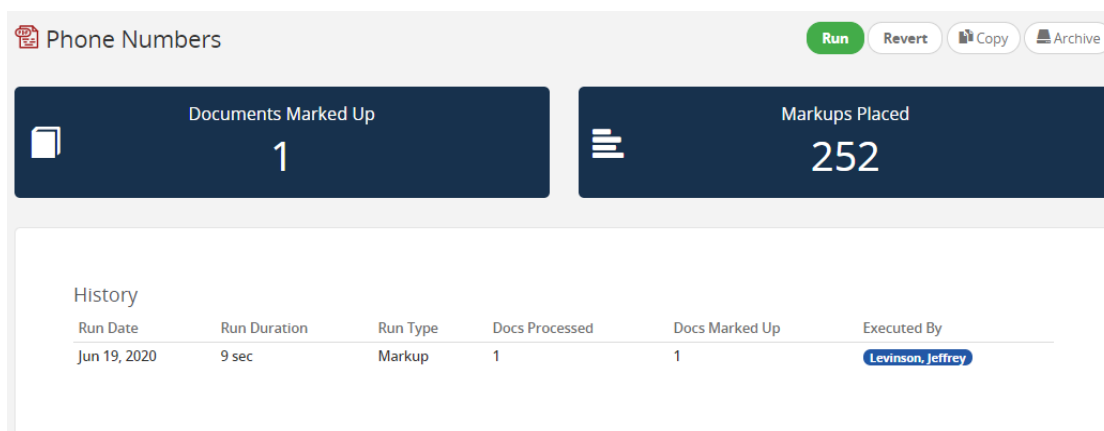 Phone Numbers
Run Revert Copy Archive
Documents Marked Up
1
Markups Placed
252
History
Run Date Run Duration Run Type Docs Processed Docs Marked Up Executed By
Jun 19, 2020 9 sec Markup 1 1 Levinson, Jeffrey